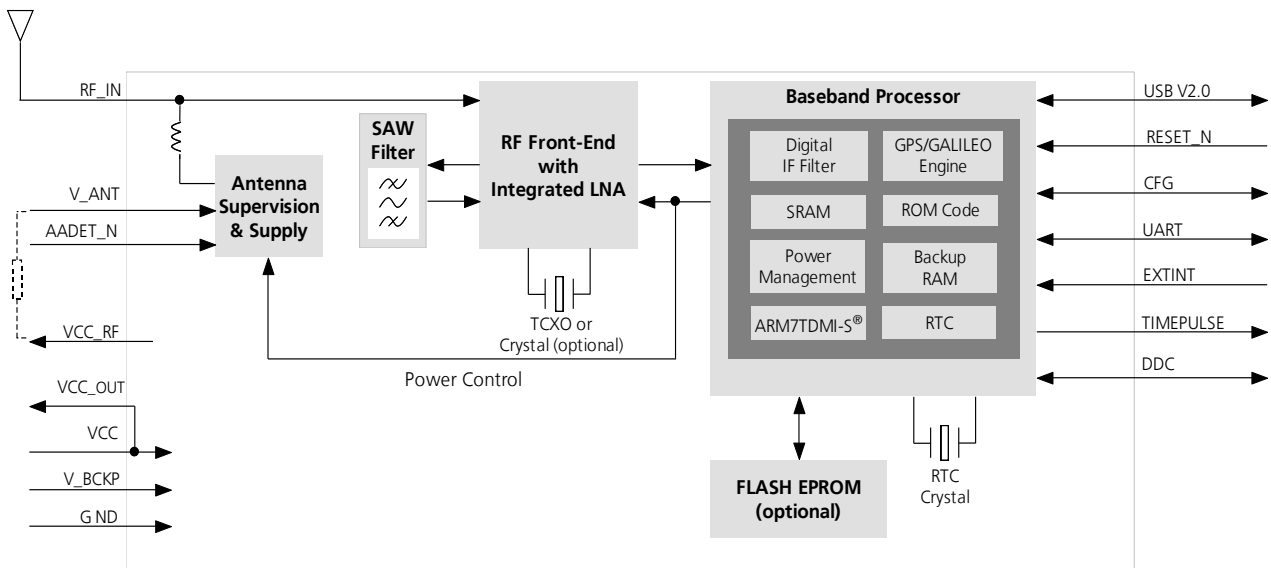 RF_IN
V_ANT
AADET_N
VCC_RF
VCC_OUT
VCC
V_BCKP
GND
Antenna
Supervision
& Supply
SAW
Filter
RF Front-End
with
Integrated LNA
TCXO or
Crystal (optional)
Power Control
Baseband Processor
Digital
IF Filter
GPS/GALILEO
Engine
SRAM
ROM Code
Power
Management
Backup
RAM
ARM7TDMI-S®
RTC
FLASH EPROM
(optional)
RTC
Crystal
USB V2.0
RESET_N
CFG
UART
EXTINT
TIMEPULSE
DDC